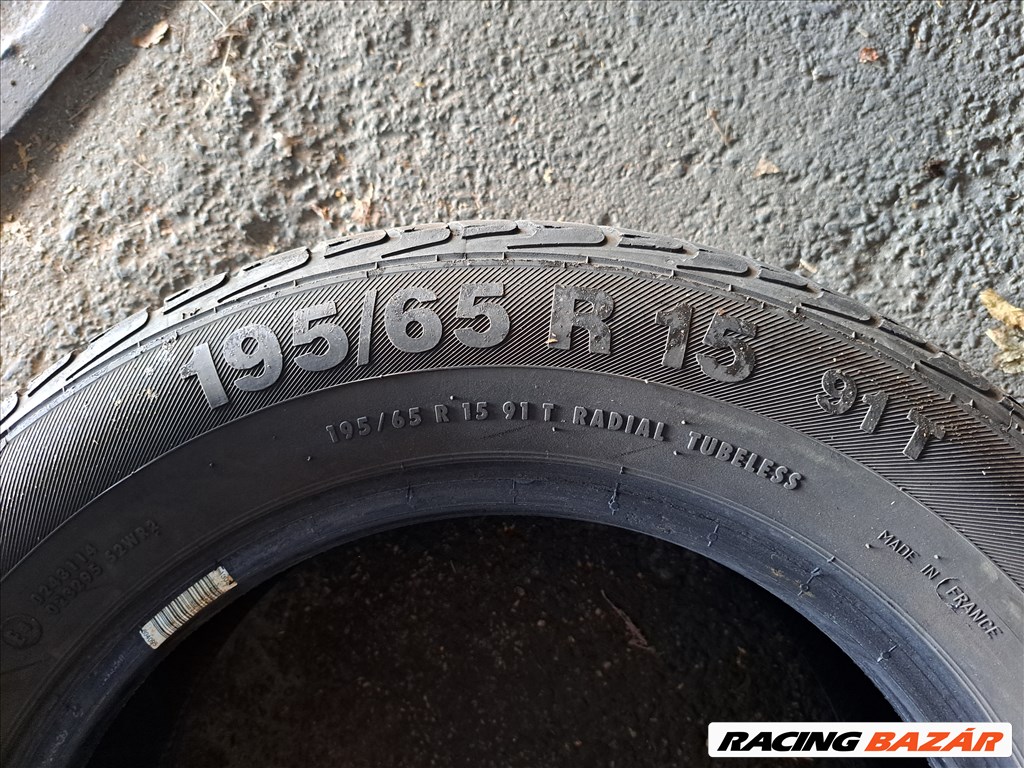 195/65 R 15 91 T
195/65 R 15 91 T RADIAL TUBELESS
MADE IN FRANCE
RACING BAZÁR